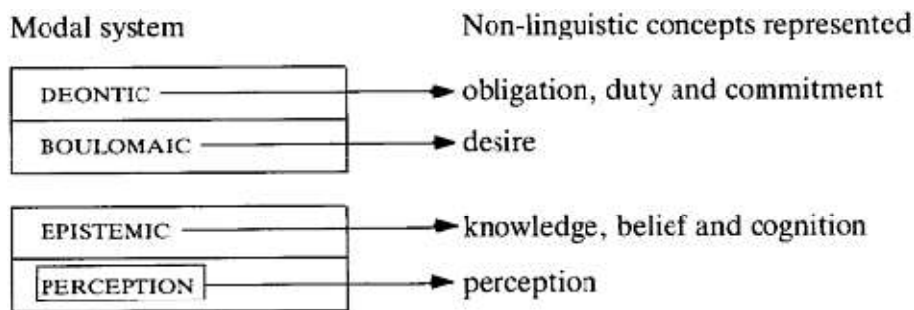 Modal system Non-linguistic concepts represented
DEONTIC obligation, duty and commitment
BOULOMAIC desire
EPISTEMIC knowledge, belief and cognition
PERCEPTION perception